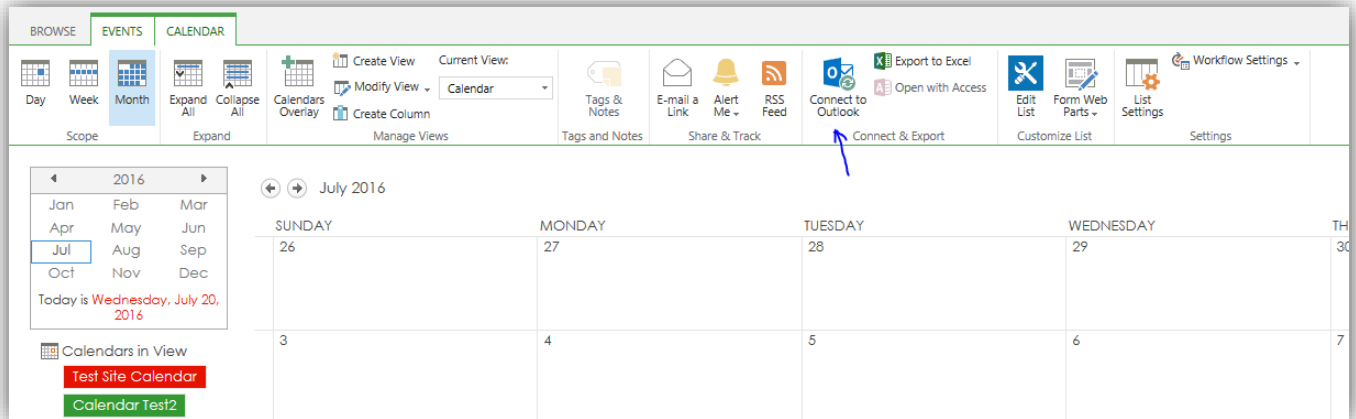 BROWSE EVENTS CALENDAR
Day Week Month
Scope
Expand All Collapse All
Expand
Calendars Overlay
Create View
Modify View
Create Column
Current View:
Calendar
Manage Views
Tags & Notes
Tags and Notes
E-mail a Link Alert Me RSS Feed
Share & Track
Connect to Outlook
Export to Excel
Open with Access
Connect & Export
Edit List Form Web Parts
Customize List
List Settings
Workflow Settings
Settings
2016
Jan Feb Mar
Apr May Jun
Jul Aug Sep
Oct Nov Dec
Today is Wednesday, July 20,
2016
Calendars in View
Test Site Calendar
Calendar Test2
July 2016
SUNDAY MONDAY TUESDAY WEDNESDAY TH
26 27 28 29 30
3 4 5 6 7